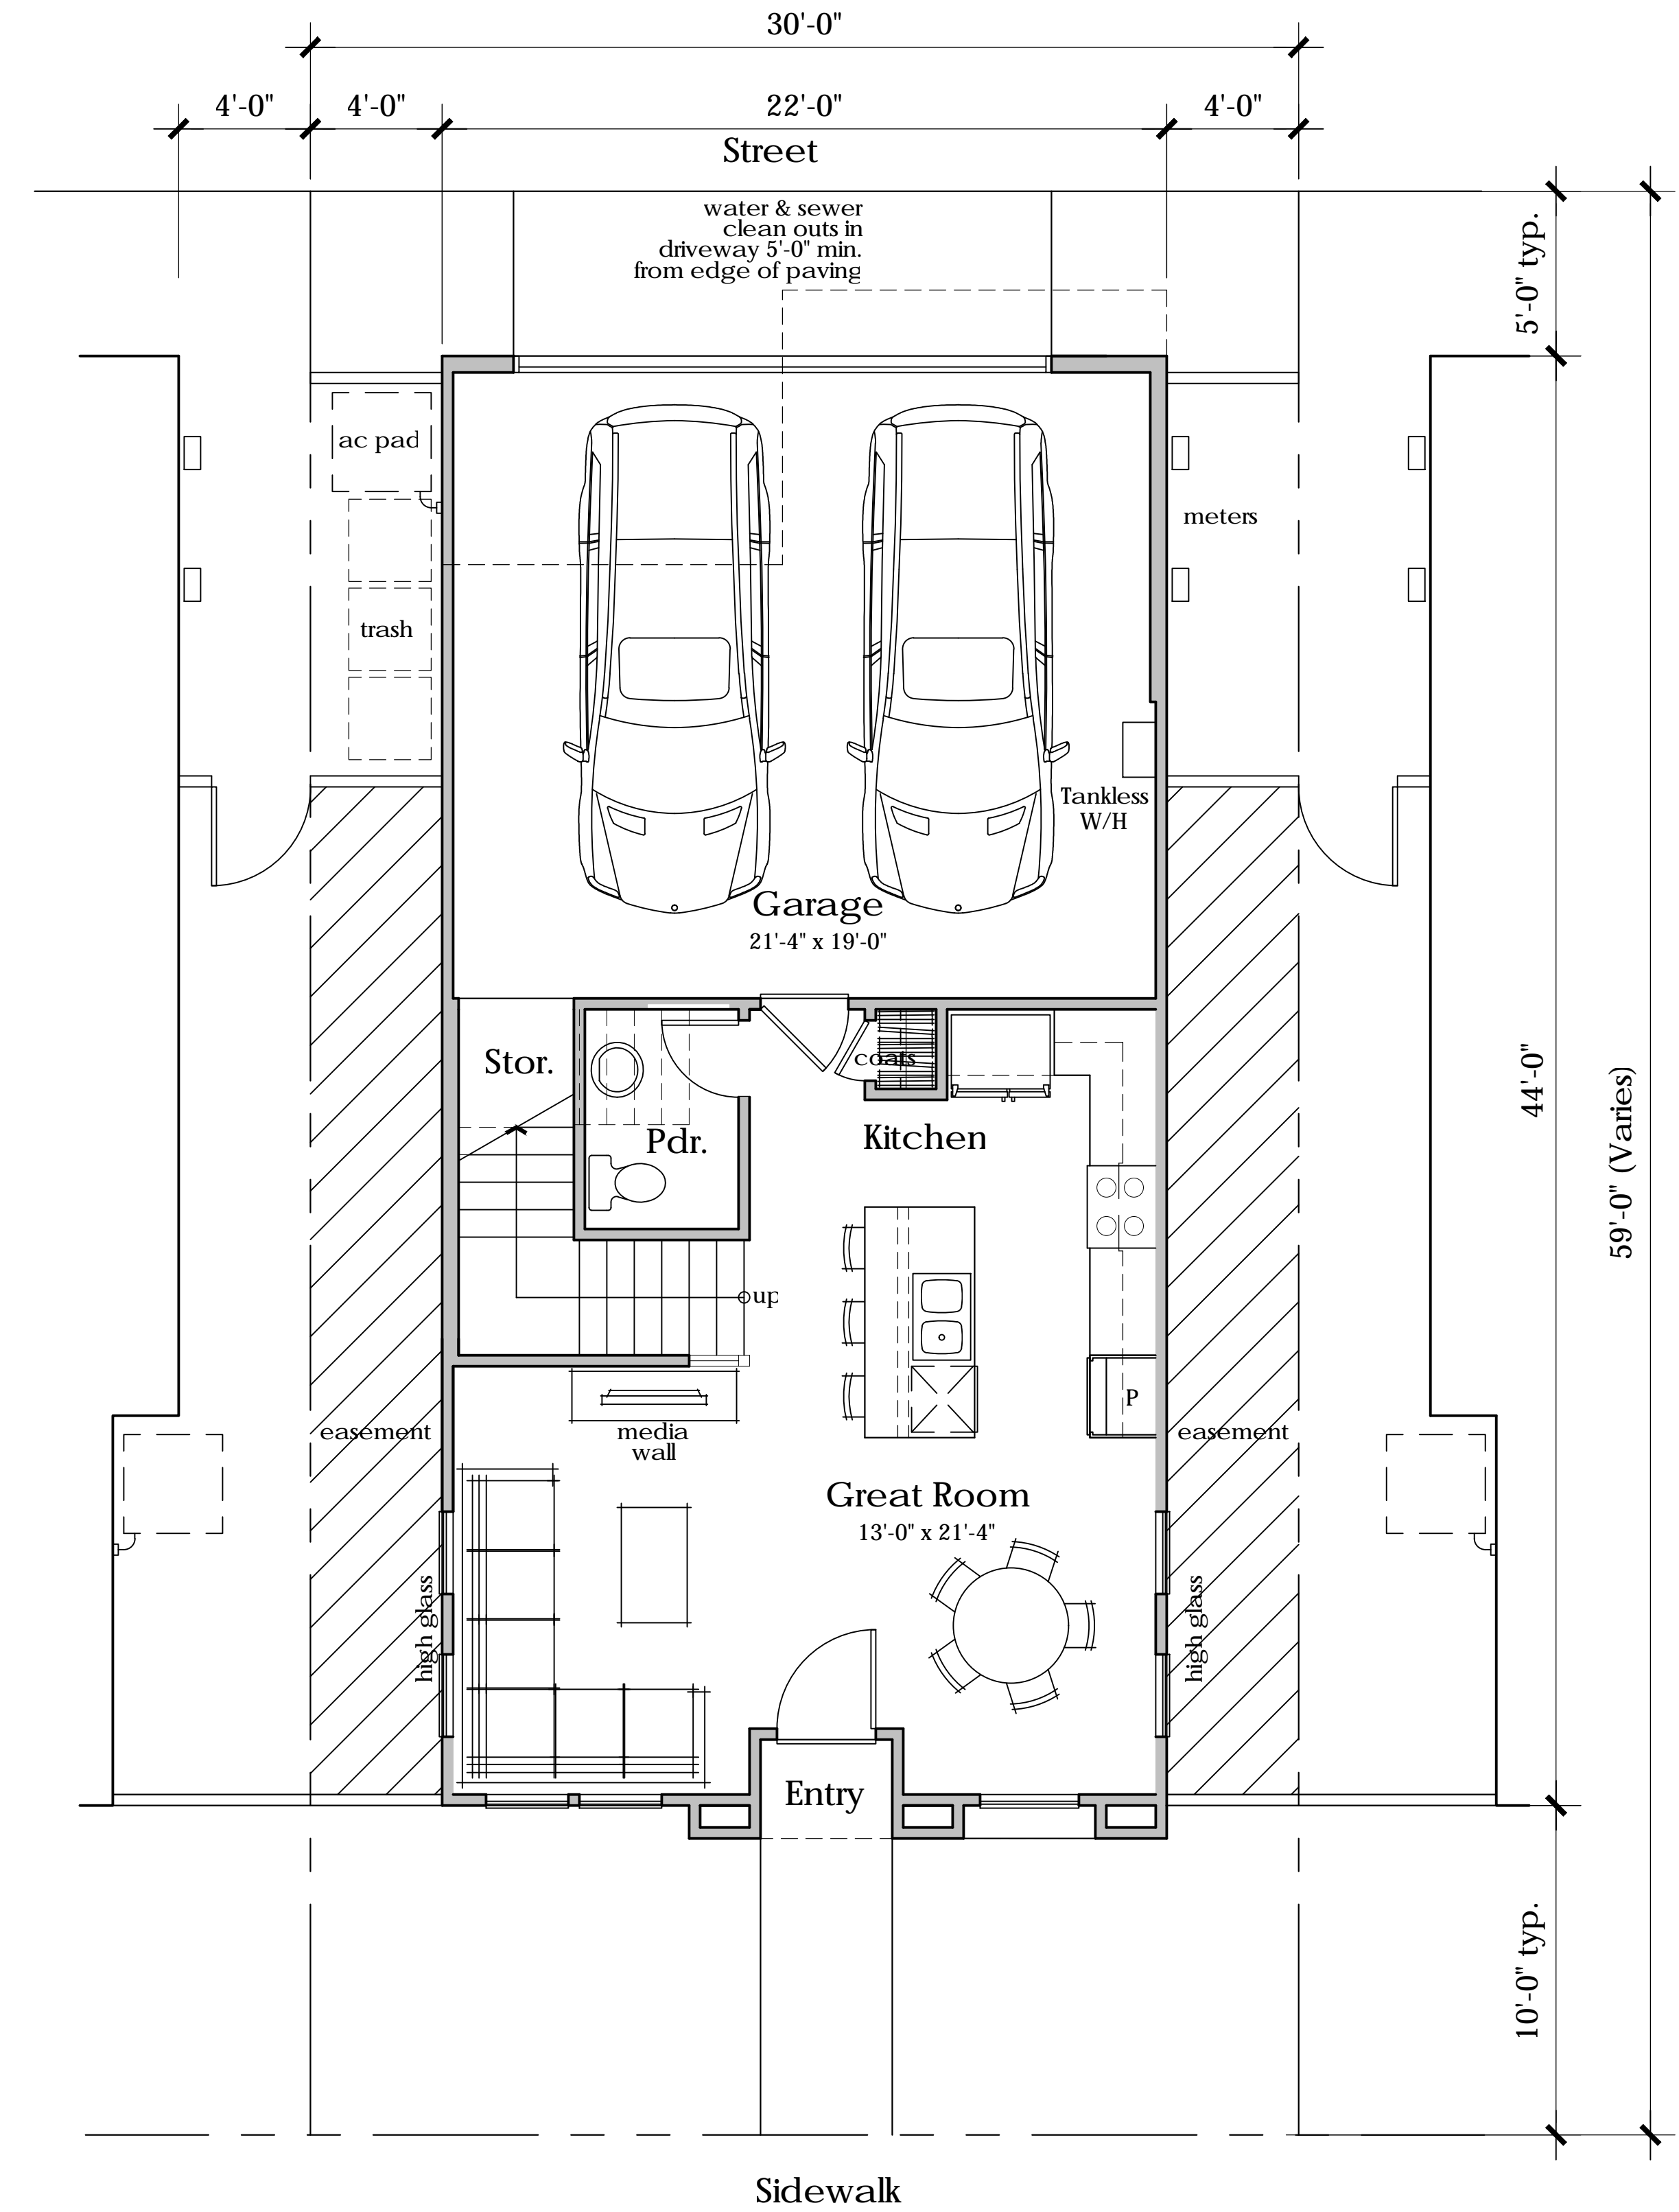 30'-0"
4'-0" 4'-0" 22'-0" 4'-0"
Street
water & sewer
clean outs in
driveway 5'-0" min.
from edge of paving
5'-0" typ.
ac pad
meters
trash
Tankless
W/H
Garage
21'-4" x 19'-0"
Stor.
coats
Pdr.
Kitchen
44'-0"
59'-0" (Varies)
up
P
easement
media
wall
easement
Great Room
13'-0" x 21'-4"
high glass
high glass
Entry
10'-0" typ.
Sidewalk